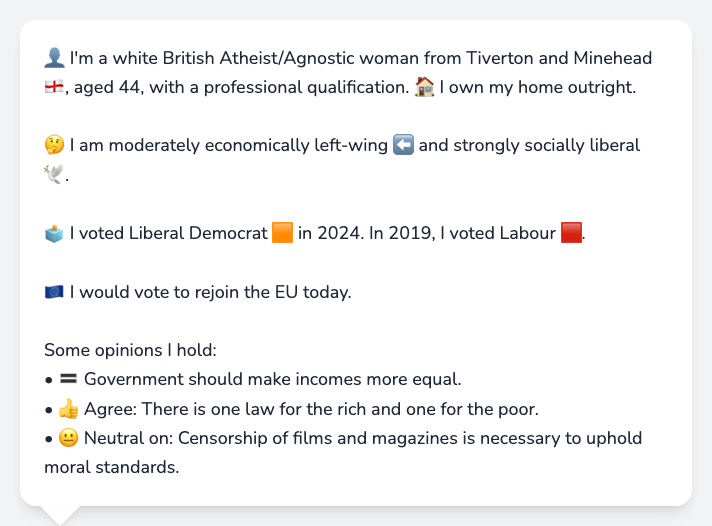 👤 I'm a white British Atheist/Agnostic woman from Tiverton and Minehead
🏴󠁧󠁢󠁥󠁮󠁧󠁿, aged 44, with a professional qualification. 🏠 I own my home outright.
🤔 I am moderately economically left-wing ⬅️ and strongly socially liberal
🕊️.
🗳️ I voted Liberal Democrat 🟧 in 2024. In 2019, I voted Labour 🟥.
🇪🇺 I would vote to rejoin the EU today.
Some opinions I hold:
• 🟰 Government should make incomes more equal.
• 👍 Agree: There is one law for the rich and one for the poor.
• 😐 Neutral on: Censorship of films and magazines is necessary to uphold
moral standards.